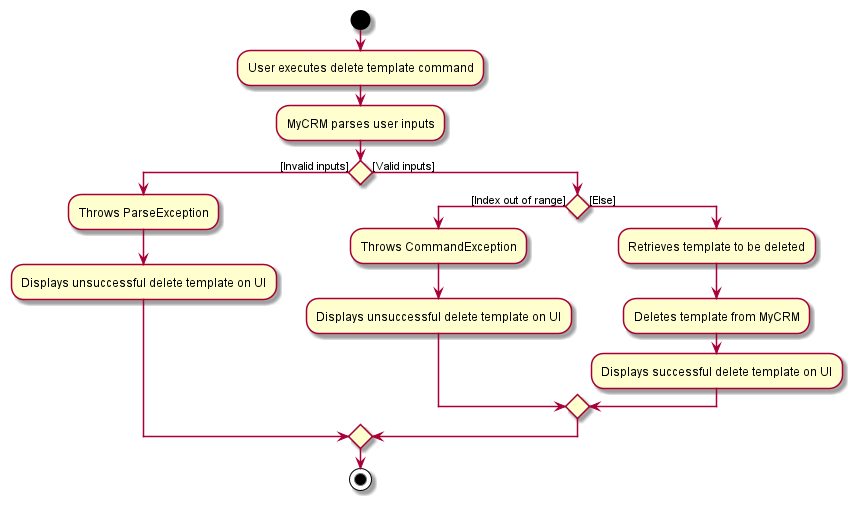 User executes delete template command
MyCRM parses user inputs
[Invalid inputs]
[Valid inputs]
Throws ParseException
Displays unsuccessful delete template on UI
[Index out of range]
[Else]
Throws CommandException
Displays unsuccessful delete template on UI
Retrieves template to be deleted
Deletes template from MyCRM
Displays successful delete template on UI